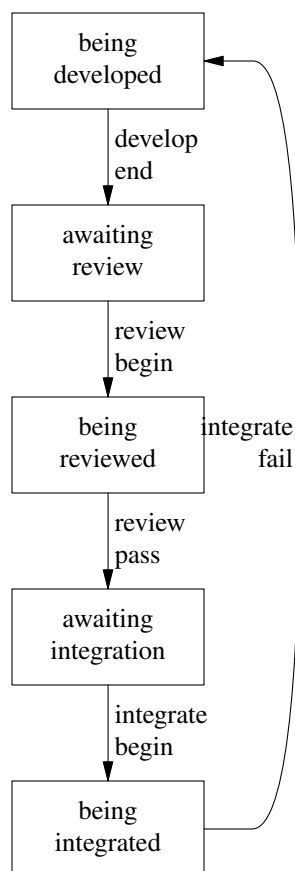 being
developed
develop
end
awaiting
review
review
begin
being
reviewed
integrate
fail
review
pass
awaiting
integration
integrate
begin
being
integrated